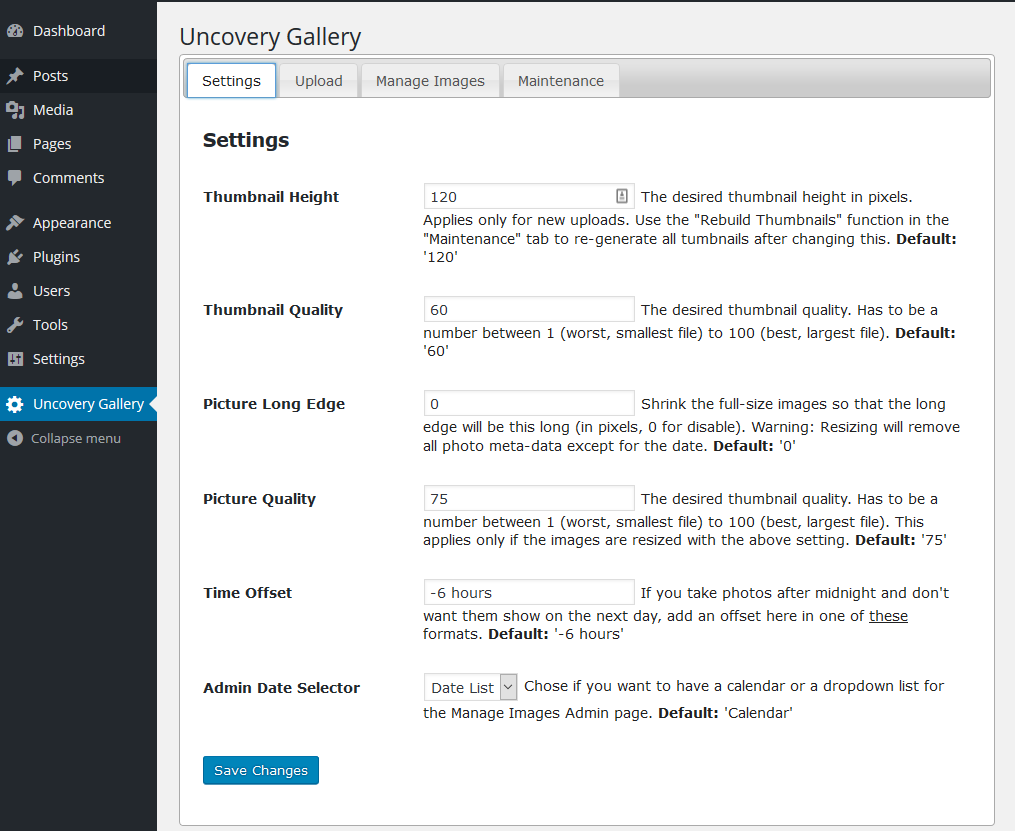 Dashboard
Posts
Media
Pages
Comments
Appearance
Plugins
Users
Tools
Settings
Uncovery Gallery
Collapse menu
Uncovery Gallery
Settings
Upload
Manage Images
Maintenance
Settings
Thumbnail Height
120
The desired thumbnail height in pixels.
Applies only for new uploads. Use the "Rebuild Thumbnails" function in the
"Maintenance" tab to re-generate all tumbnails after changing this. Default:
'120'
Thumbnail Quality
60
The desired thumbnail quality. Has to be a
number between 1 (worst, smallest file) to 100 (best, largest file). Default:
'60'
Picture Long Edge
0
Shrink the full-size images so that the long
edge will be this long (in pixels, 0 for disable). Warning: Resizing will remove
all photo meta-data except for the date. Default: '0'
Picture Quality
75
The desired thumbnail quality. Has to be a
number between 1 (worst, smallest file) to 100 (best, largest file). This
applies only if the images are resized with the above setting. Default: '75'
Time Offset
-6 hours
If you take photos after midnight and don't
want them show on the next day, add an offset here in one of these
formats. Default: '-6 hours'
Admin Date Selector
Date List
Chose if you want to have a calendar or a dropdown list for
the Manage Images Admin page. Default: 'Calendar'
Save Changes